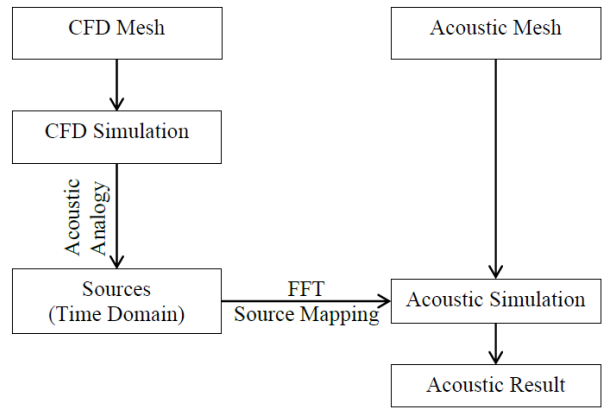 CFD Mesh
Acoustic Mesh
CFD Simulation
Acoustic
Analogy
Sources
(Time Domain)
FFT
Source Mapping
Acoustic Simulation
Acoustic Result